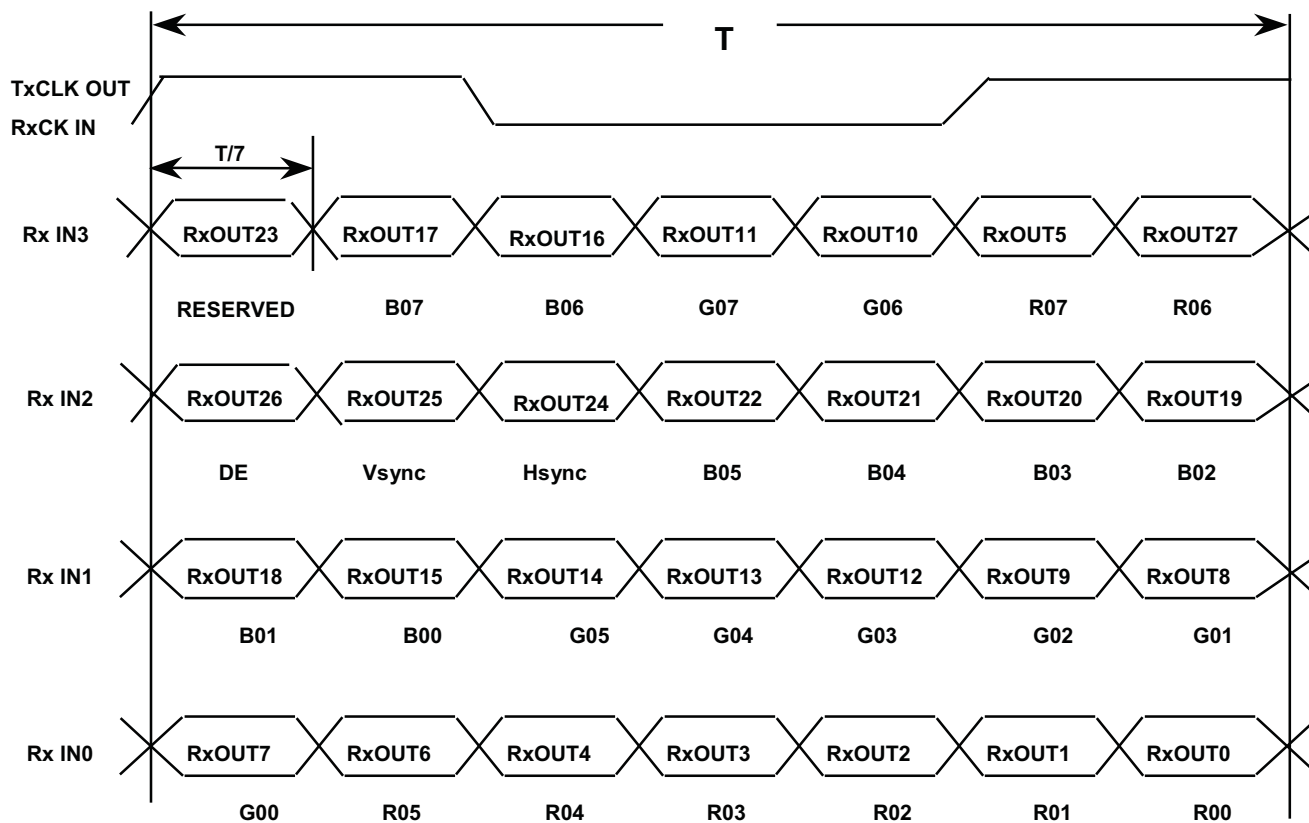 T
TxCLK OUT
RxCK IN
T/7
Rx IN3 RxOUT23 RxOUT17 RxOUT16 RxOUT11 RxOUT10 RxOUT5 RxOUT27
RESERVED B07 B06 G07 G06 R07 R06
Rx IN2 RxOUT26 RxOUT25 RxOUT24 RxOUT22 RxOUT21 RxOUT20 RxOUT19
DE Vsync Hsync B05 B04 B03 B02
Rx IN1 RxOUT18 RxOUT15 RxOUT14 RxOUT13 RxOUT12 RxOUT9 RxOUT8
B01 B00 G05 G04 G03 G02 G01
Rx IN0 RxOUT7 RxOUT6 RxOUT4 RxOUT3 RxOUT2 RxOUT1 RxOUT0
G00 R05 R04 R03 R02 R01 R00